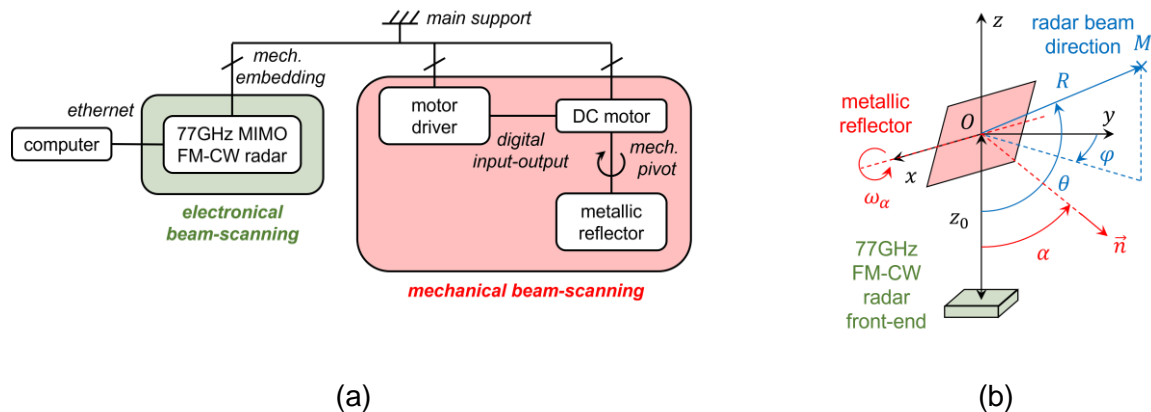 main support
mech.
embedding
ethernet
computer
77GHz MIMO
FM-CW radar
electronical
beam-scanning
motor
driver
digital
input-output
DC motor
mech.
pivot
metallic
reflector
mechanical beam-scanning
(a)
z
radar beam
direction
M
R
metallic
reflector
O
y
x
φ
ω_α
θ
z₀
α
n⃗
77GHz
FM-CW
radar
front-end
(b)